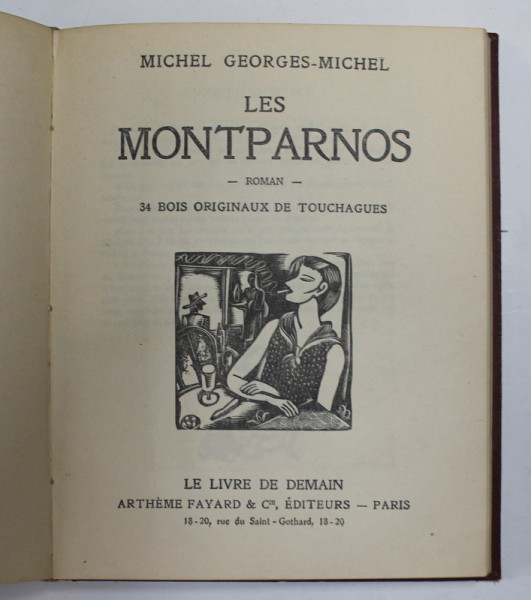 MICHEL GEORGES-MICHEL
LES
MONTPARNOS
— ROMAN —
34 BOIS ORIGINAUX DE TOUCHAGUES
LE LIVRE DE DEMAIN
ARTHÈME FAYARD & Cie, ÉDITEURS — PARIS
18-20, rue du Saint-Gothard, 18-20